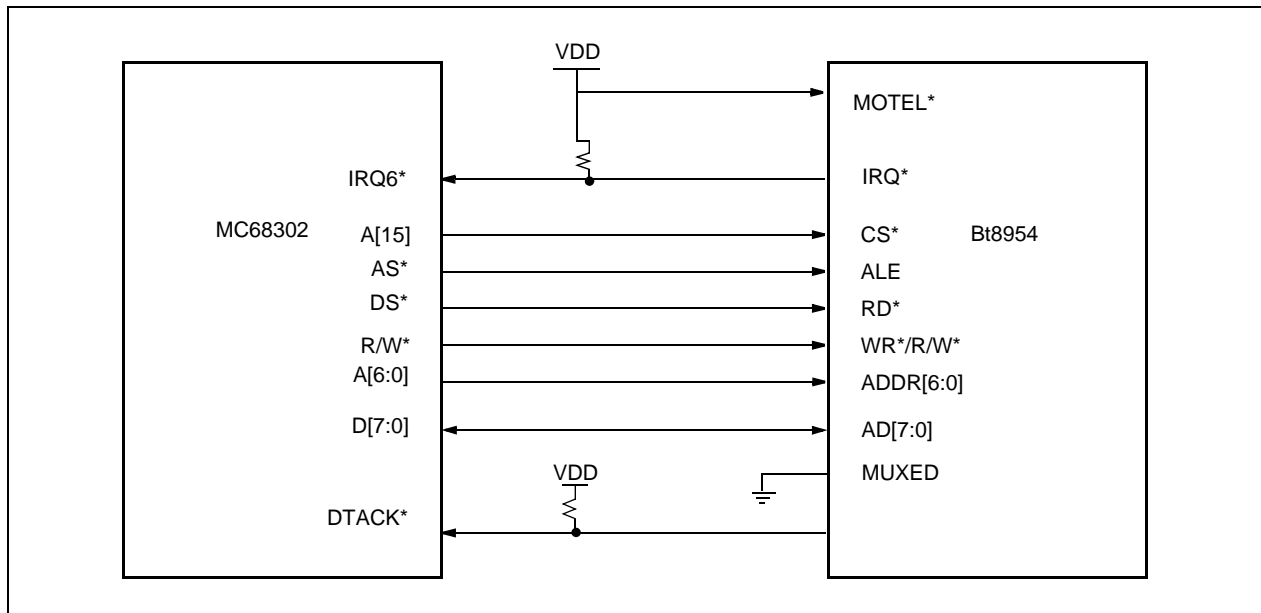 VDD
MOTEL*
IRQ6*
IRQ*
MC68302
A[15]
CS*
Bt8954
AS*
ALE
DS*
RD*
R/W*
WR*/R/W*
A[6:0]
ADDR[6:0]
D[7:0]
AD[7:0]
VDD
MUXED
DTACK*